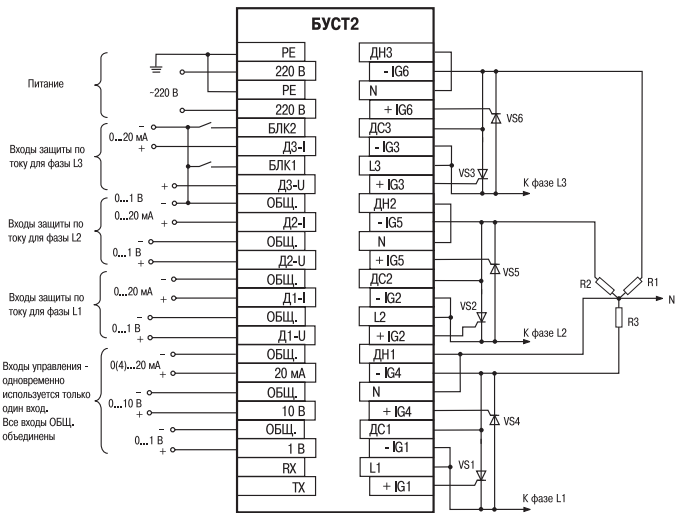 БУСТ2
Питание
~220 В
Входы защиты по
току для фазы L3
0...20 мА
–
+
+
Входы защиты по
току для фазы L2
0...1 В
–
0...20 мА
+
–
0...1 В
+
Входы защиты по
току для фазы L1
–
0...20 мА
+
–
0...1 В
+
Входы управления -
одновременно
используется только
один вход.
Все входы ОБЩ.
объединены
–
0(4)...20 мА
+
–
0...10 В
+
–
0...1 В
+
PE
220 В
PE
220 В
БЛК2
Д3-I
БЛК1
Д3-U
ОБЩ.
Д2-I
ОБЩ.
Д2-U
ОБЩ.
Д1-I
ОБЩ.
Д1-U
ОБЩ.
20 мА
ОБЩ.
10 В
ОБЩ.
1 В
RX
TX
ДН3
- IG6
N
+ IG6
ДС3
- IG3
L3
+ IG3
ДН2
- IG5
N
+ IG5
ДС2
- IG2
L2
+ IG2
ДН1
- IG4
N
+ IG4
ДС1
- IG1
L1
+ IG1
VS6
VS3
К фазе L3
VS5
VS2
К фазе L2
R2
R1
N
R3
VS4
VS1
К фазе L1